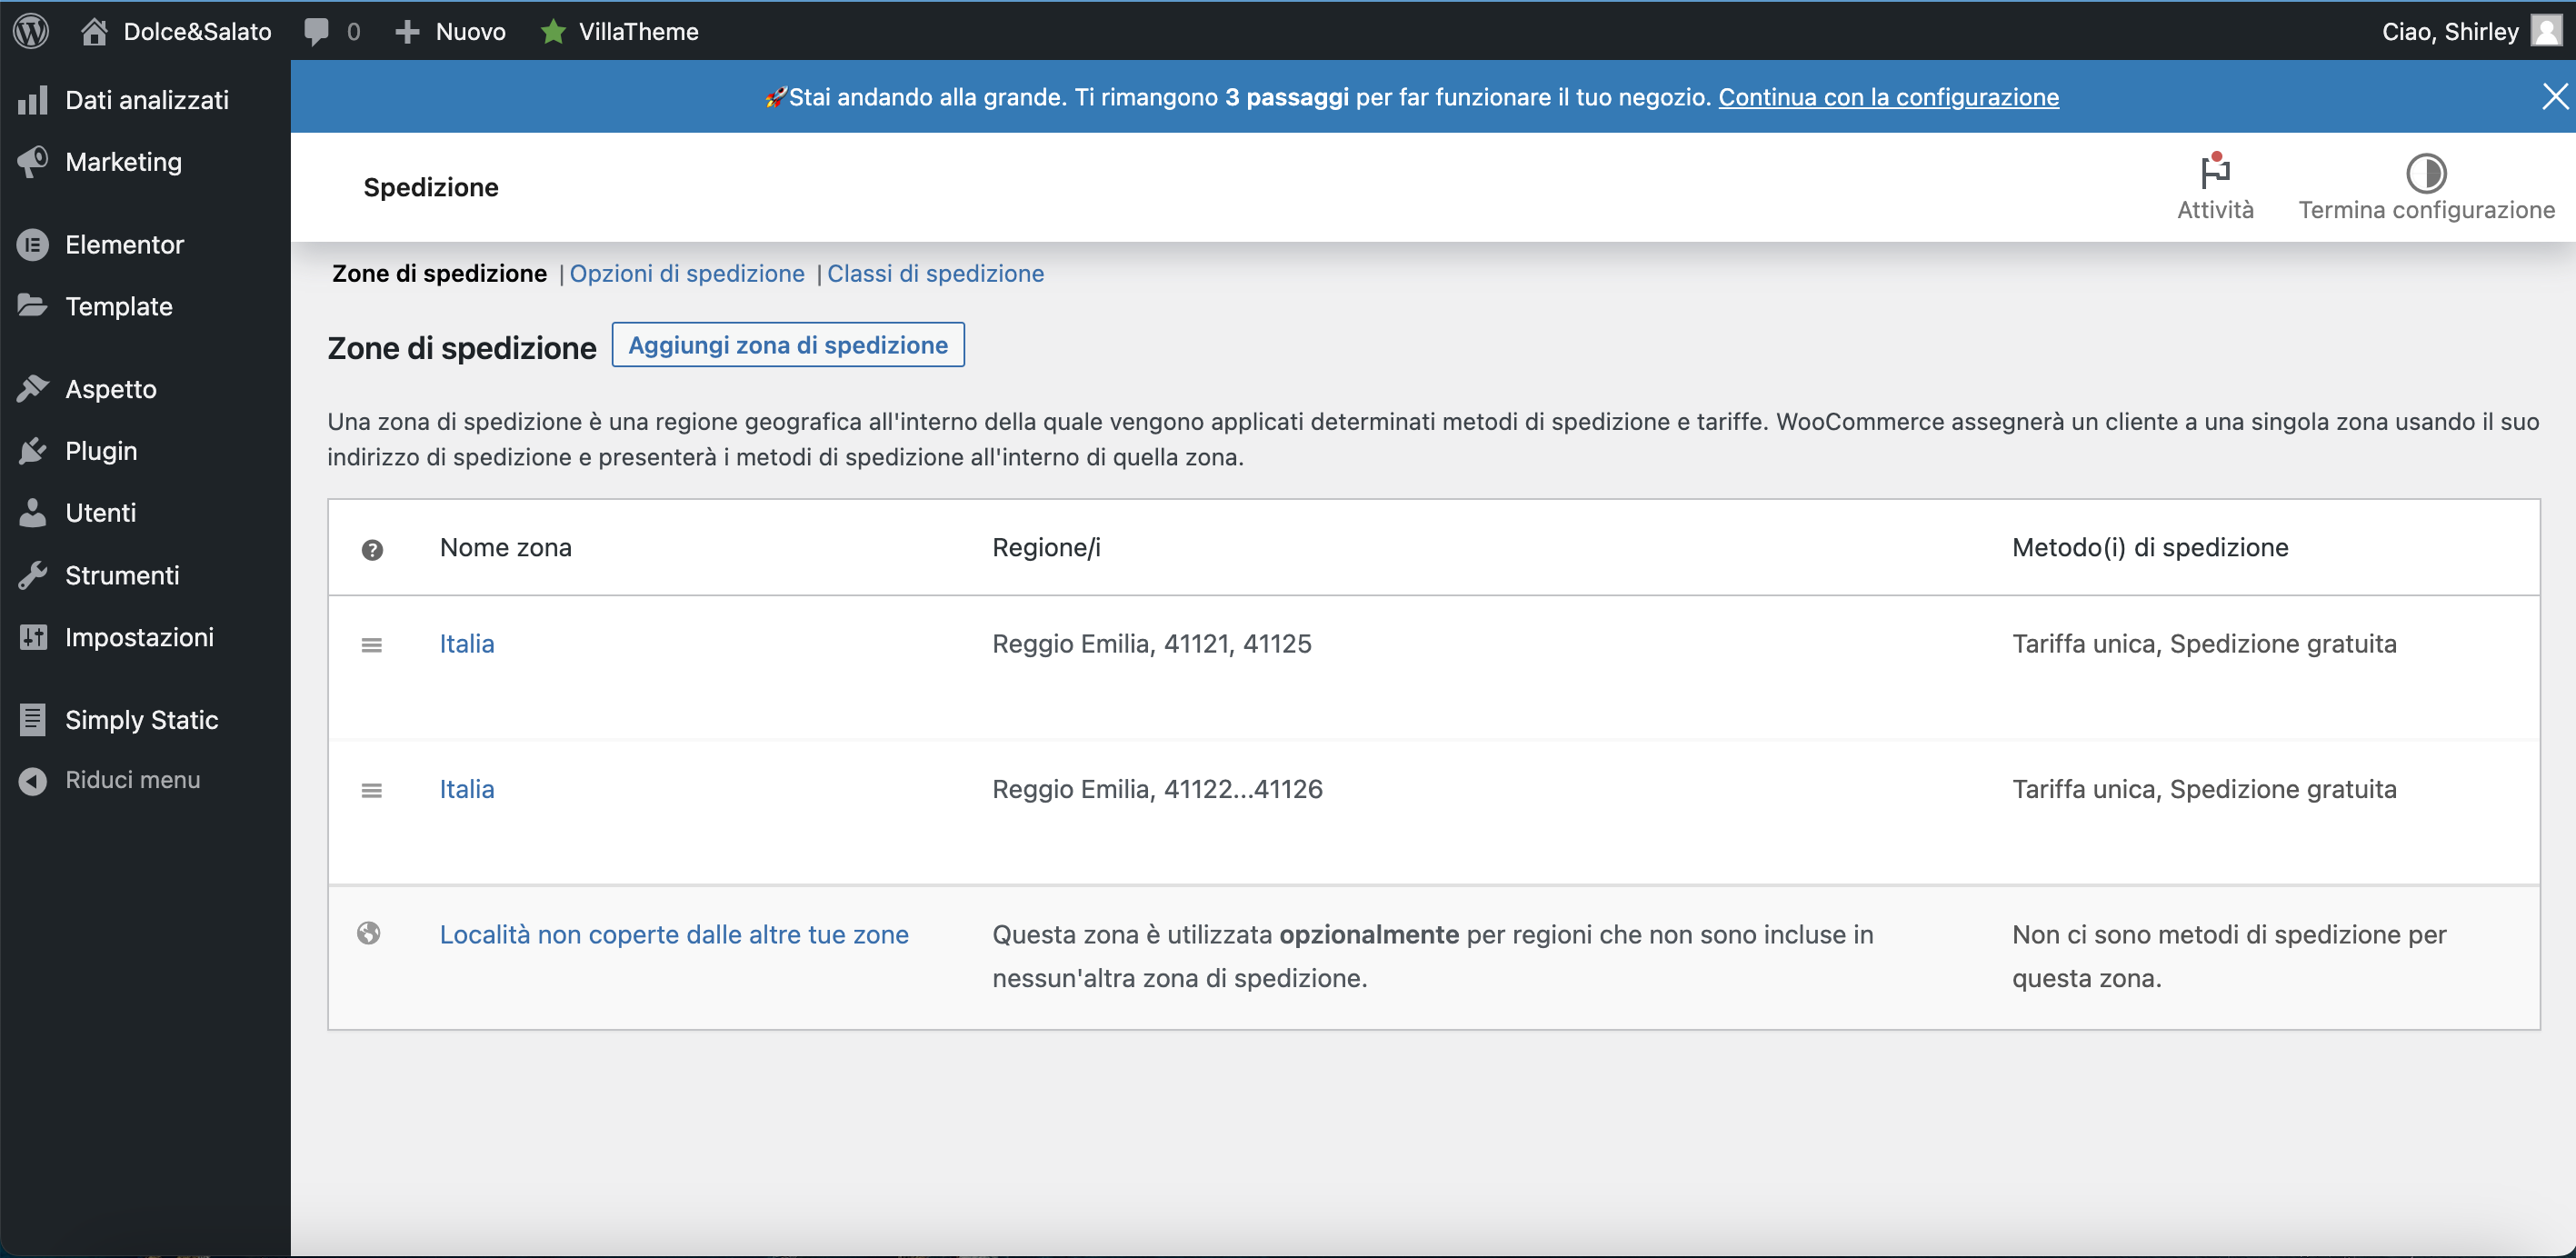 Dolce&Salato 0 Nuovo VillaTheme Ciao, Shirley
Dati analizzati
Marketing
Elementor
Template
Aspetto
Plugin
Utenti
Strumenti
Impostazioni
Simply Static
Riduci menu
🚀Stai andando alla grande. Ti rimangono 3 passaggi per far funzionare il tuo negozio. Continua con la configurazione
Spedizione
Attività
Termina configurazione
Zone di spedizione | Opzioni di spedizione | Classi di spedizione
Zone di spedizione Aggiungi zona di spedizione
Una zona di spedizione è una regione geografica all'interno della quale vengono applicati determinati metodi di spedizione e tariffe. WooCommerce assegnerà un cliente a una singola zona usando il suo
indirizzo di spedizione e presenterà i metodi di spedizione all'interno di quella zona.
Nome zona Regione/i Metodo(i) di spedizione
Italia Reggio Emilia, 41121, 41125 Tariffa unica, Spedizione gratuita
Italia Reggio Emilia, 41122...41126 Tariffa unica, Spedizione gratuita
Località non coperte dalle altre tue zone
Questa zona è utilizzata opzionalmente per regioni che non sono incluse in
nessun'altra zona di spedizione.
Non ci sono metodi di spedizione per
questa zona.